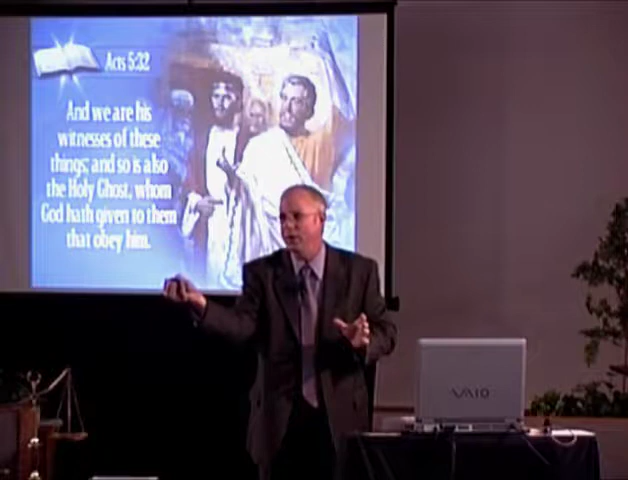 Acts 5:32
And we are his
witnesses of these
things; and so is also
the Holy Ghost, whom
God hath given to them
that obey him.
VAIO